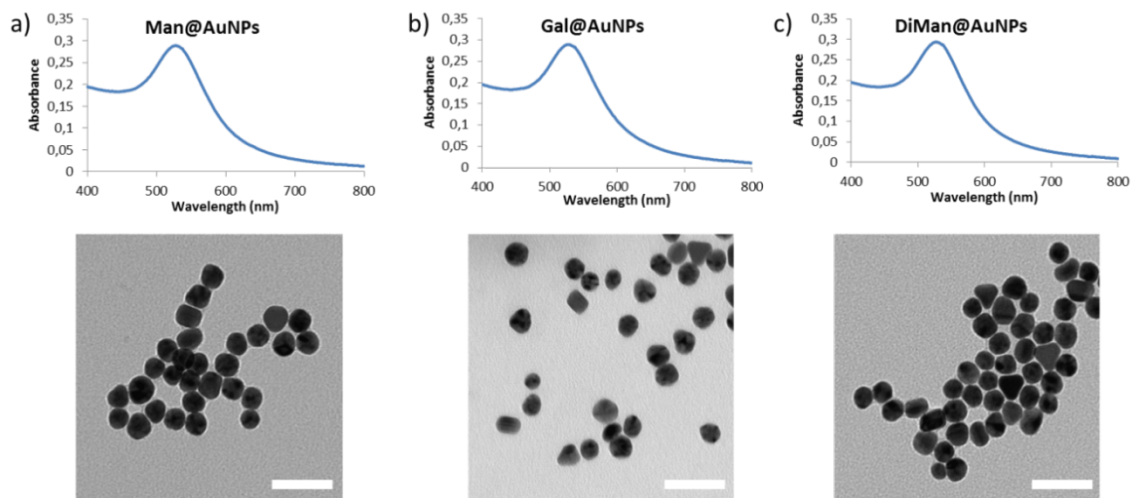 a)
Man@AuNPs
0,35
0,3
0,25
0,2
0,15
0,1
0,05
0
Absorbance
400 500 600 700 800
Wavelength (nm)
b)
Gal@AuNPs
0,35
0,3
0,25
0,2
0,15
0,1
0,05
0
Absorbance
400 500 600 700 800
Wavelength (nm)
c)
DiMan@AuNPs
0,35
0,3
0,25
0,2
0,15
0,1
0,05
0
Absorbance
400 500 600 700 800
Wavelength (nm)